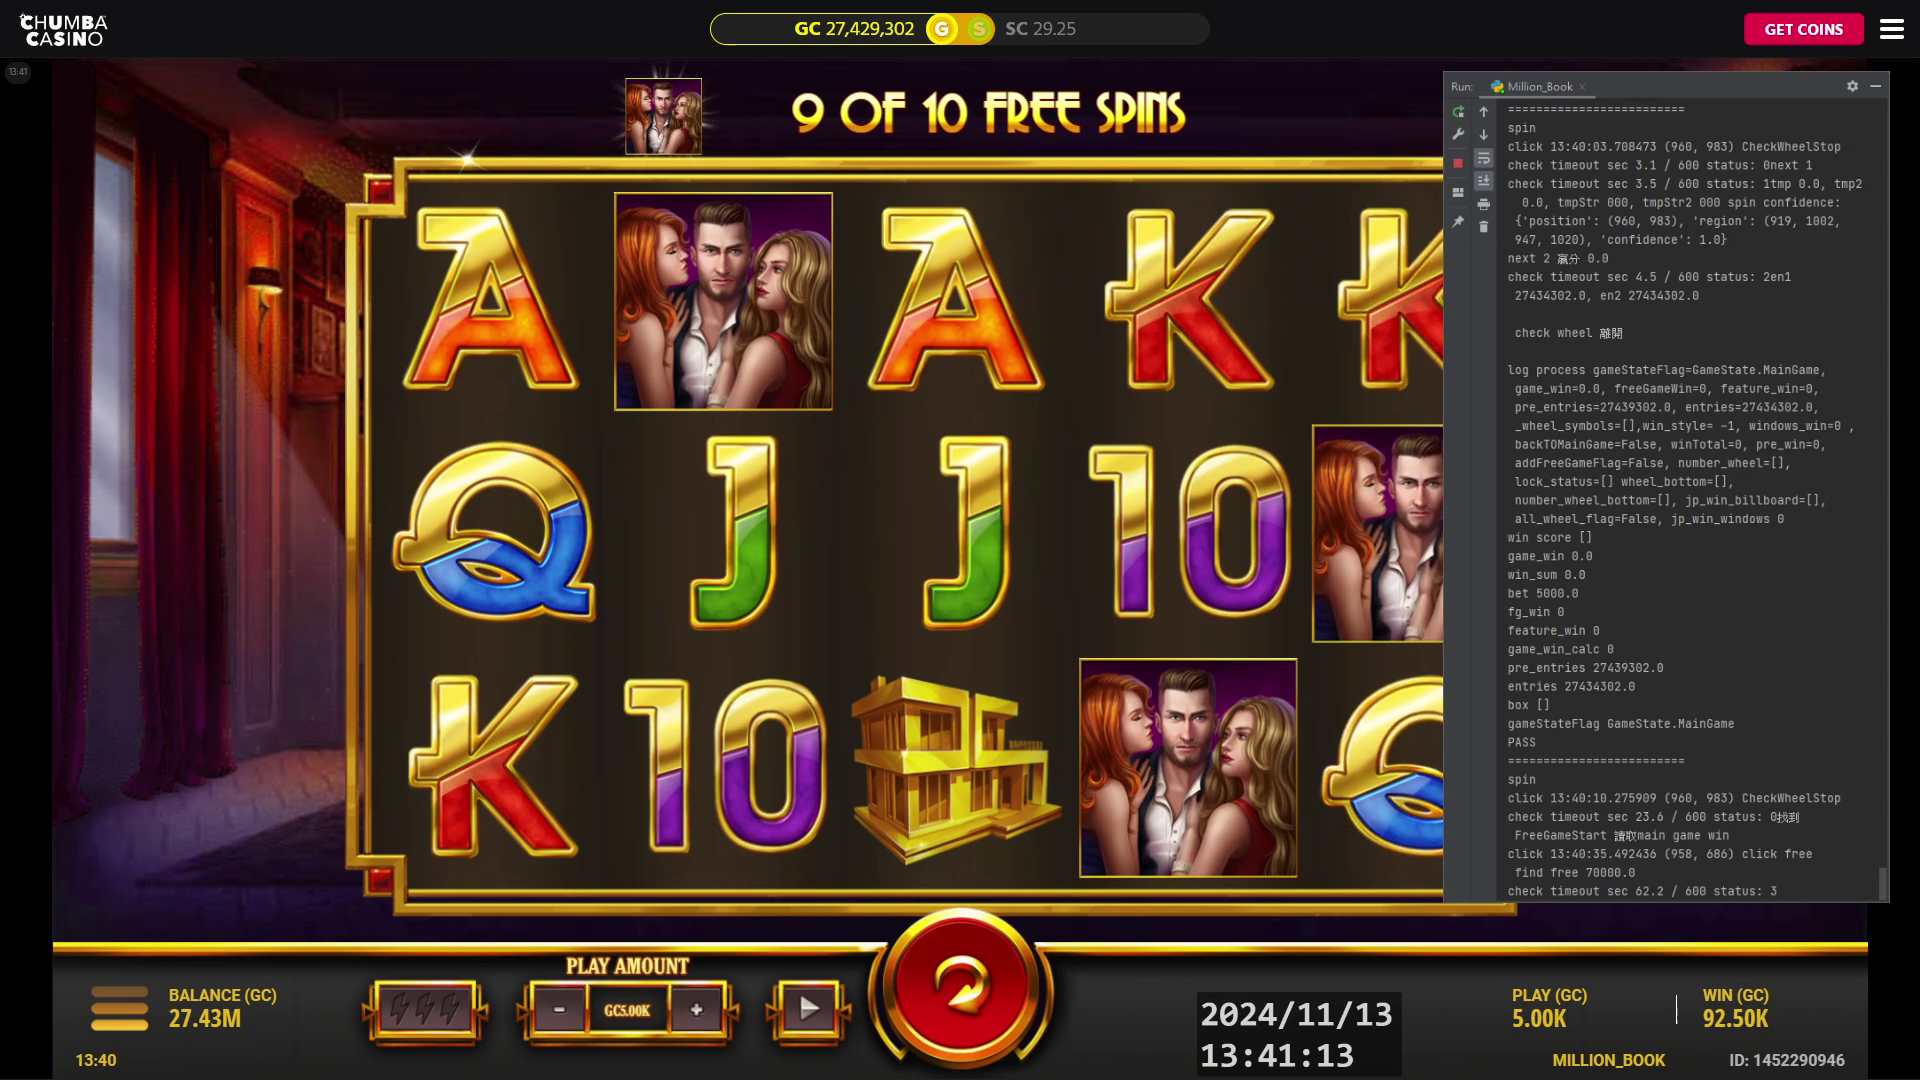 CHUMBA
CASINO
GC 27,429,302 G S SC 29.25
GET COINS
13:41
9 OF 10 FREE SPINS
A A K K
Q J J 10
K 10 Q
Run: Million_Book
=========================
spin
click 13:40:03.708473 (960, 983) CheckWheelStop
check timeout sec 3.1 / 600 status: 0next 1
check timeout sec 3.5 / 600 status: 1tmp 0.0, tmp2
0.0, tmpStr 000, tmpStr2 000 spin confidence:
{'position': (960, 983), 'region': (919, 1002,
947, 1020), 'confidence': 1.0}
next 2 贏分 0.0
check timeout sec 4.5 / 600 status: 2en1
27434302.0, en2 27434302.0
check wheel 離開
log process gameStateFlag=GameState.MainGame,
game_win=0.0, freeGameWin=0, feature_win=0,
pre_entries=27439302.0, entries=27434302.0,
_wheel_symbols=[],win_style= -1, windows_win=0 ,
backTOMainGame=False, winTotal=0, pre_win=0,
addFreeGameFlag=False, number_wheel=[],
lock_status=[] wheel_bottom=[],
number_wheel_bottom=[], jp_win_billboard=[],
all_wheel_flag=False, jp_win_windows 0
win score []
game_win 0.0
win_sum 0.0
bet 5000.0
fg_win 0
feature_win 0
game_win_calc 0
pre_entries 27439302.0
entries 27434302.0
box []
gameStateFlag GameState.MainGame
PASS
=========================
spin
click 13:40:10.275909 (960, 983) CheckWheelStop
check timeout sec 23.6 / 600 status: 0找到
FreeGameStart 讀取main game win
click 13:40:35.492436 (958, 686) click free
find free 70000.0
check timeout sec 62.2 / 600 status: 3
BALANCE (GC)
27.43M
13:40
PLAY AMOUNT
- GC5.00K +
2024/11/13
13:41:13
PLAY (GC)
5.00K
WIN (GC)
92.50K
MILLION_BOOK
ID: 1452290946